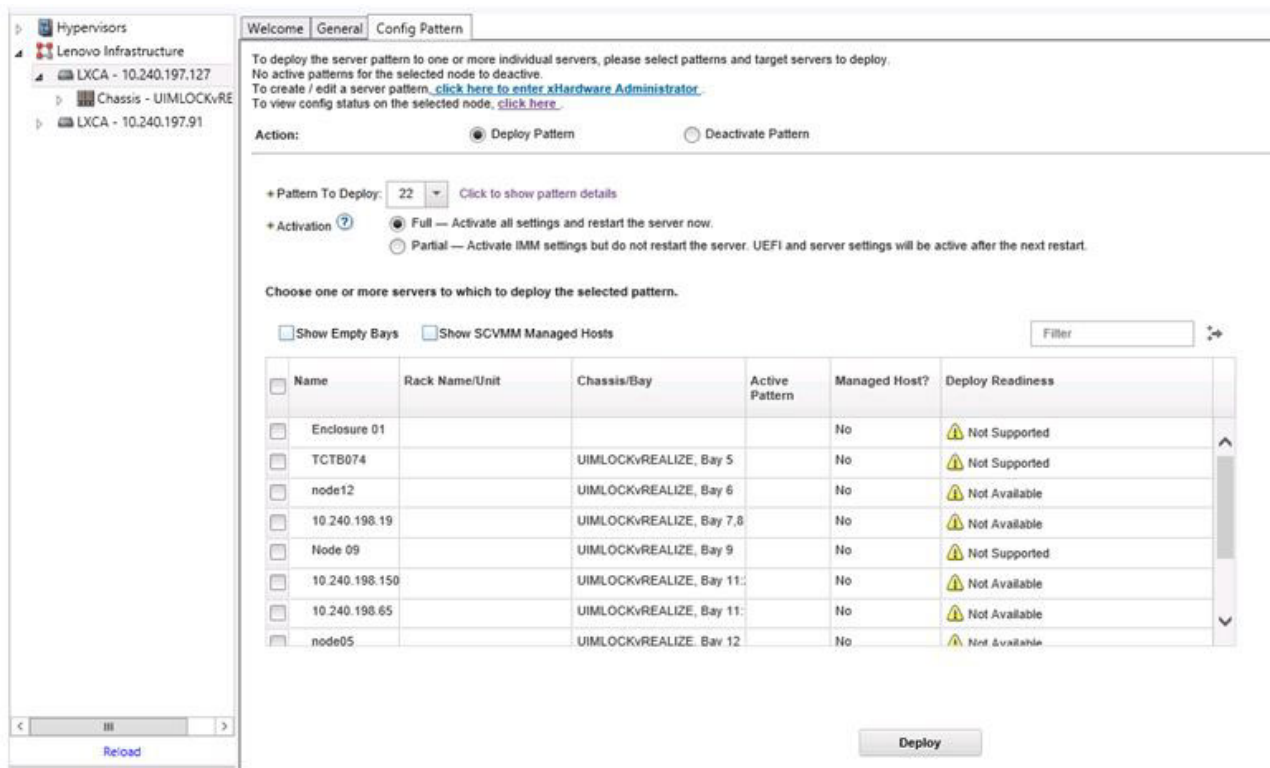 Hypervisors
Lenovo Infrastructure
LXCA - 10.240.197.127
Chassis - UIMLOCKvRE
LXCA - 10.240.197.91
Reload
Welcome General Config Pattern
To deploy the server pattern to one or more individual servers, please select patterns and target servers to deploy.
No active patterns for the selected node to deactive.
To create / edit a server pattern, click here to enter xHardware Administrator .
To view config status on the selected node, click here .
Action: Deploy Pattern Deactivate Pattern
+ Pattern To Deploy: 22 Click to show pattern details
+ Activation ? Full — Activate all settings and restart the server now.
Partial — Activate IMM settings but do not restart the server. UEFI and server settings will be active after the next restart.
Choose one or more servers to which to deploy the selected pattern.
Show Empty Bays Show SCVMM Managed Hosts Filter
Name Rack Name/Unit Chassis/Bay Active Pattern Managed Host? Deploy Readiness
Enclosure 01 No Not Supported
TCTB074 UIMLOCKvREALIZE, Bay 5 No Not Supported
node12 UIMLOCKvREALIZE, Bay 6 No Not Available
10.240.198.19 UIMLOCKvREALIZE, Bay 7,8 No Not Available
Node 09 UIMLOCKvREALIZE, Bay 9 No Not Supported
10.240.198.150 UIMLOCKvREALIZE, Bay 11: No Not Available
10.240.198.65 UIMLOCKvREALIZE, Bay 11: No Not Available
node05 UIMLOCKvREALIZE, Bay 12 No Not Available
Deploy